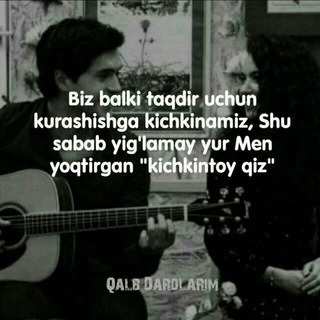 Biz balki taqdir uchun
kurashishga kichkinamiz, Shu
sabab yig'lamay yur Men
yoqtirgan "kichkintoy qiz"
Qalb Dardlarim